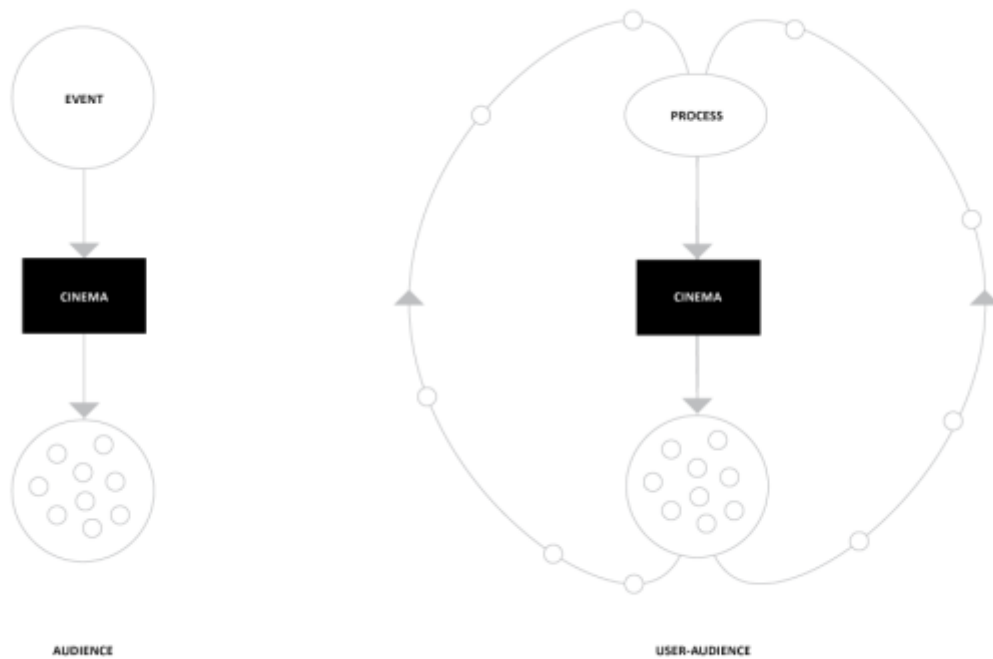 EVENT
PROCESS
CINEMA
CINEMA
AUDIENCE
USER-AUDIENCE